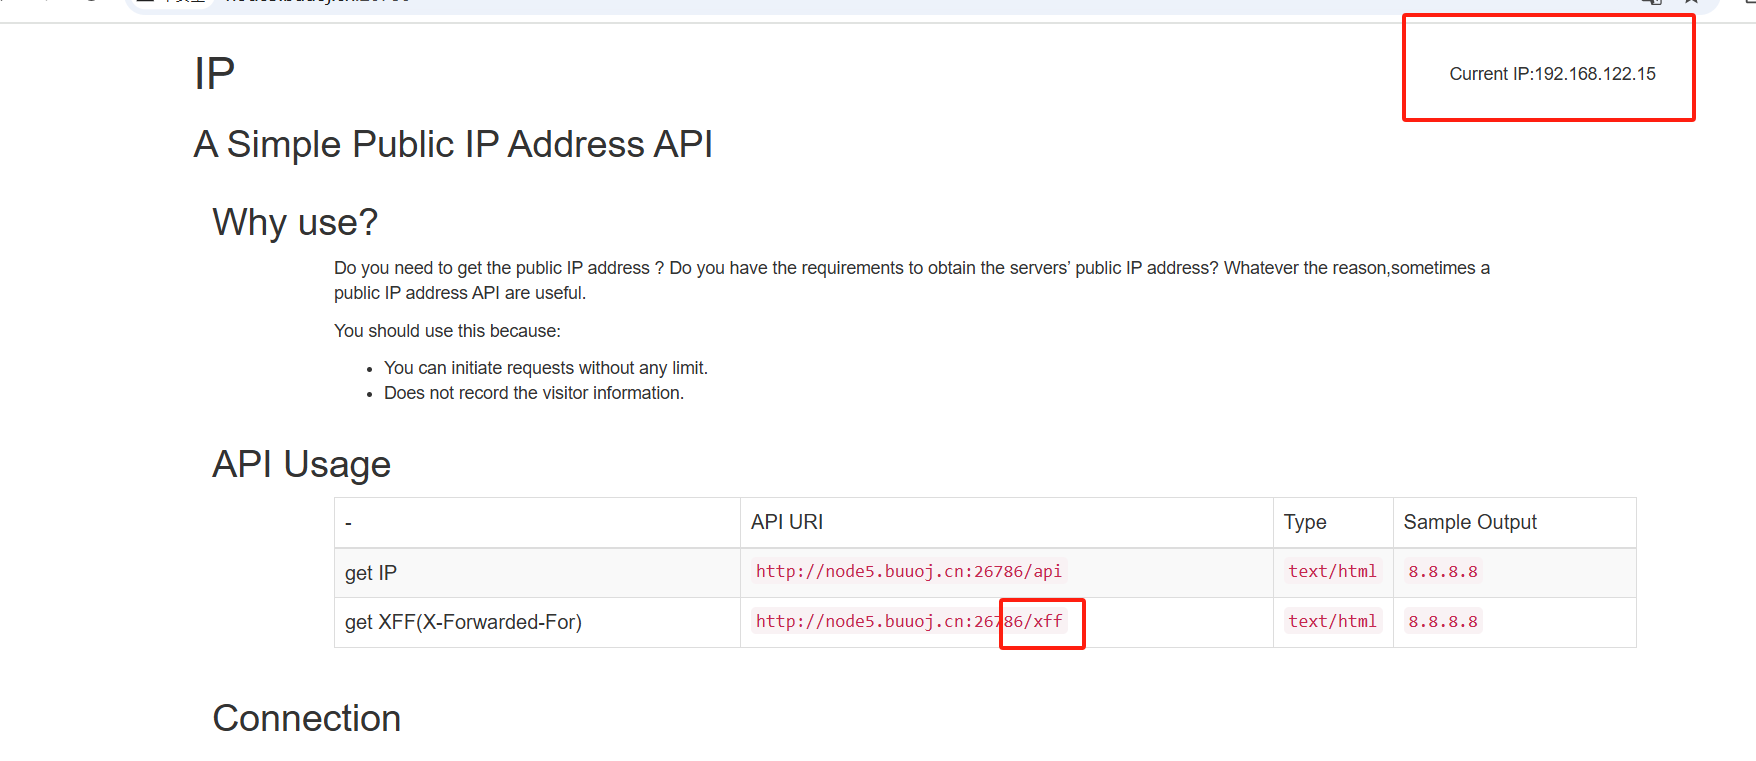 IP
Current IP:192.168.122.15
A Simple Public IP Address API
Why use?
Do you need to get the public IP address ? Do you have the requirements to obtain the servers’ public IP address? Whatever the reason,sometimes a
public IP address API are useful.
You should use this because:
You can initiate requests without any limit.
Does not record the visitor information.
API Usage
- API URI Type Sample Output
get IP http://node5.buuoj.cn:26786/api text/html 8.8.8.8
get XFF(X-Forwarded-For) http://node5.buuoj.cn:26786/xff text/html 8.8.8.8
Connection